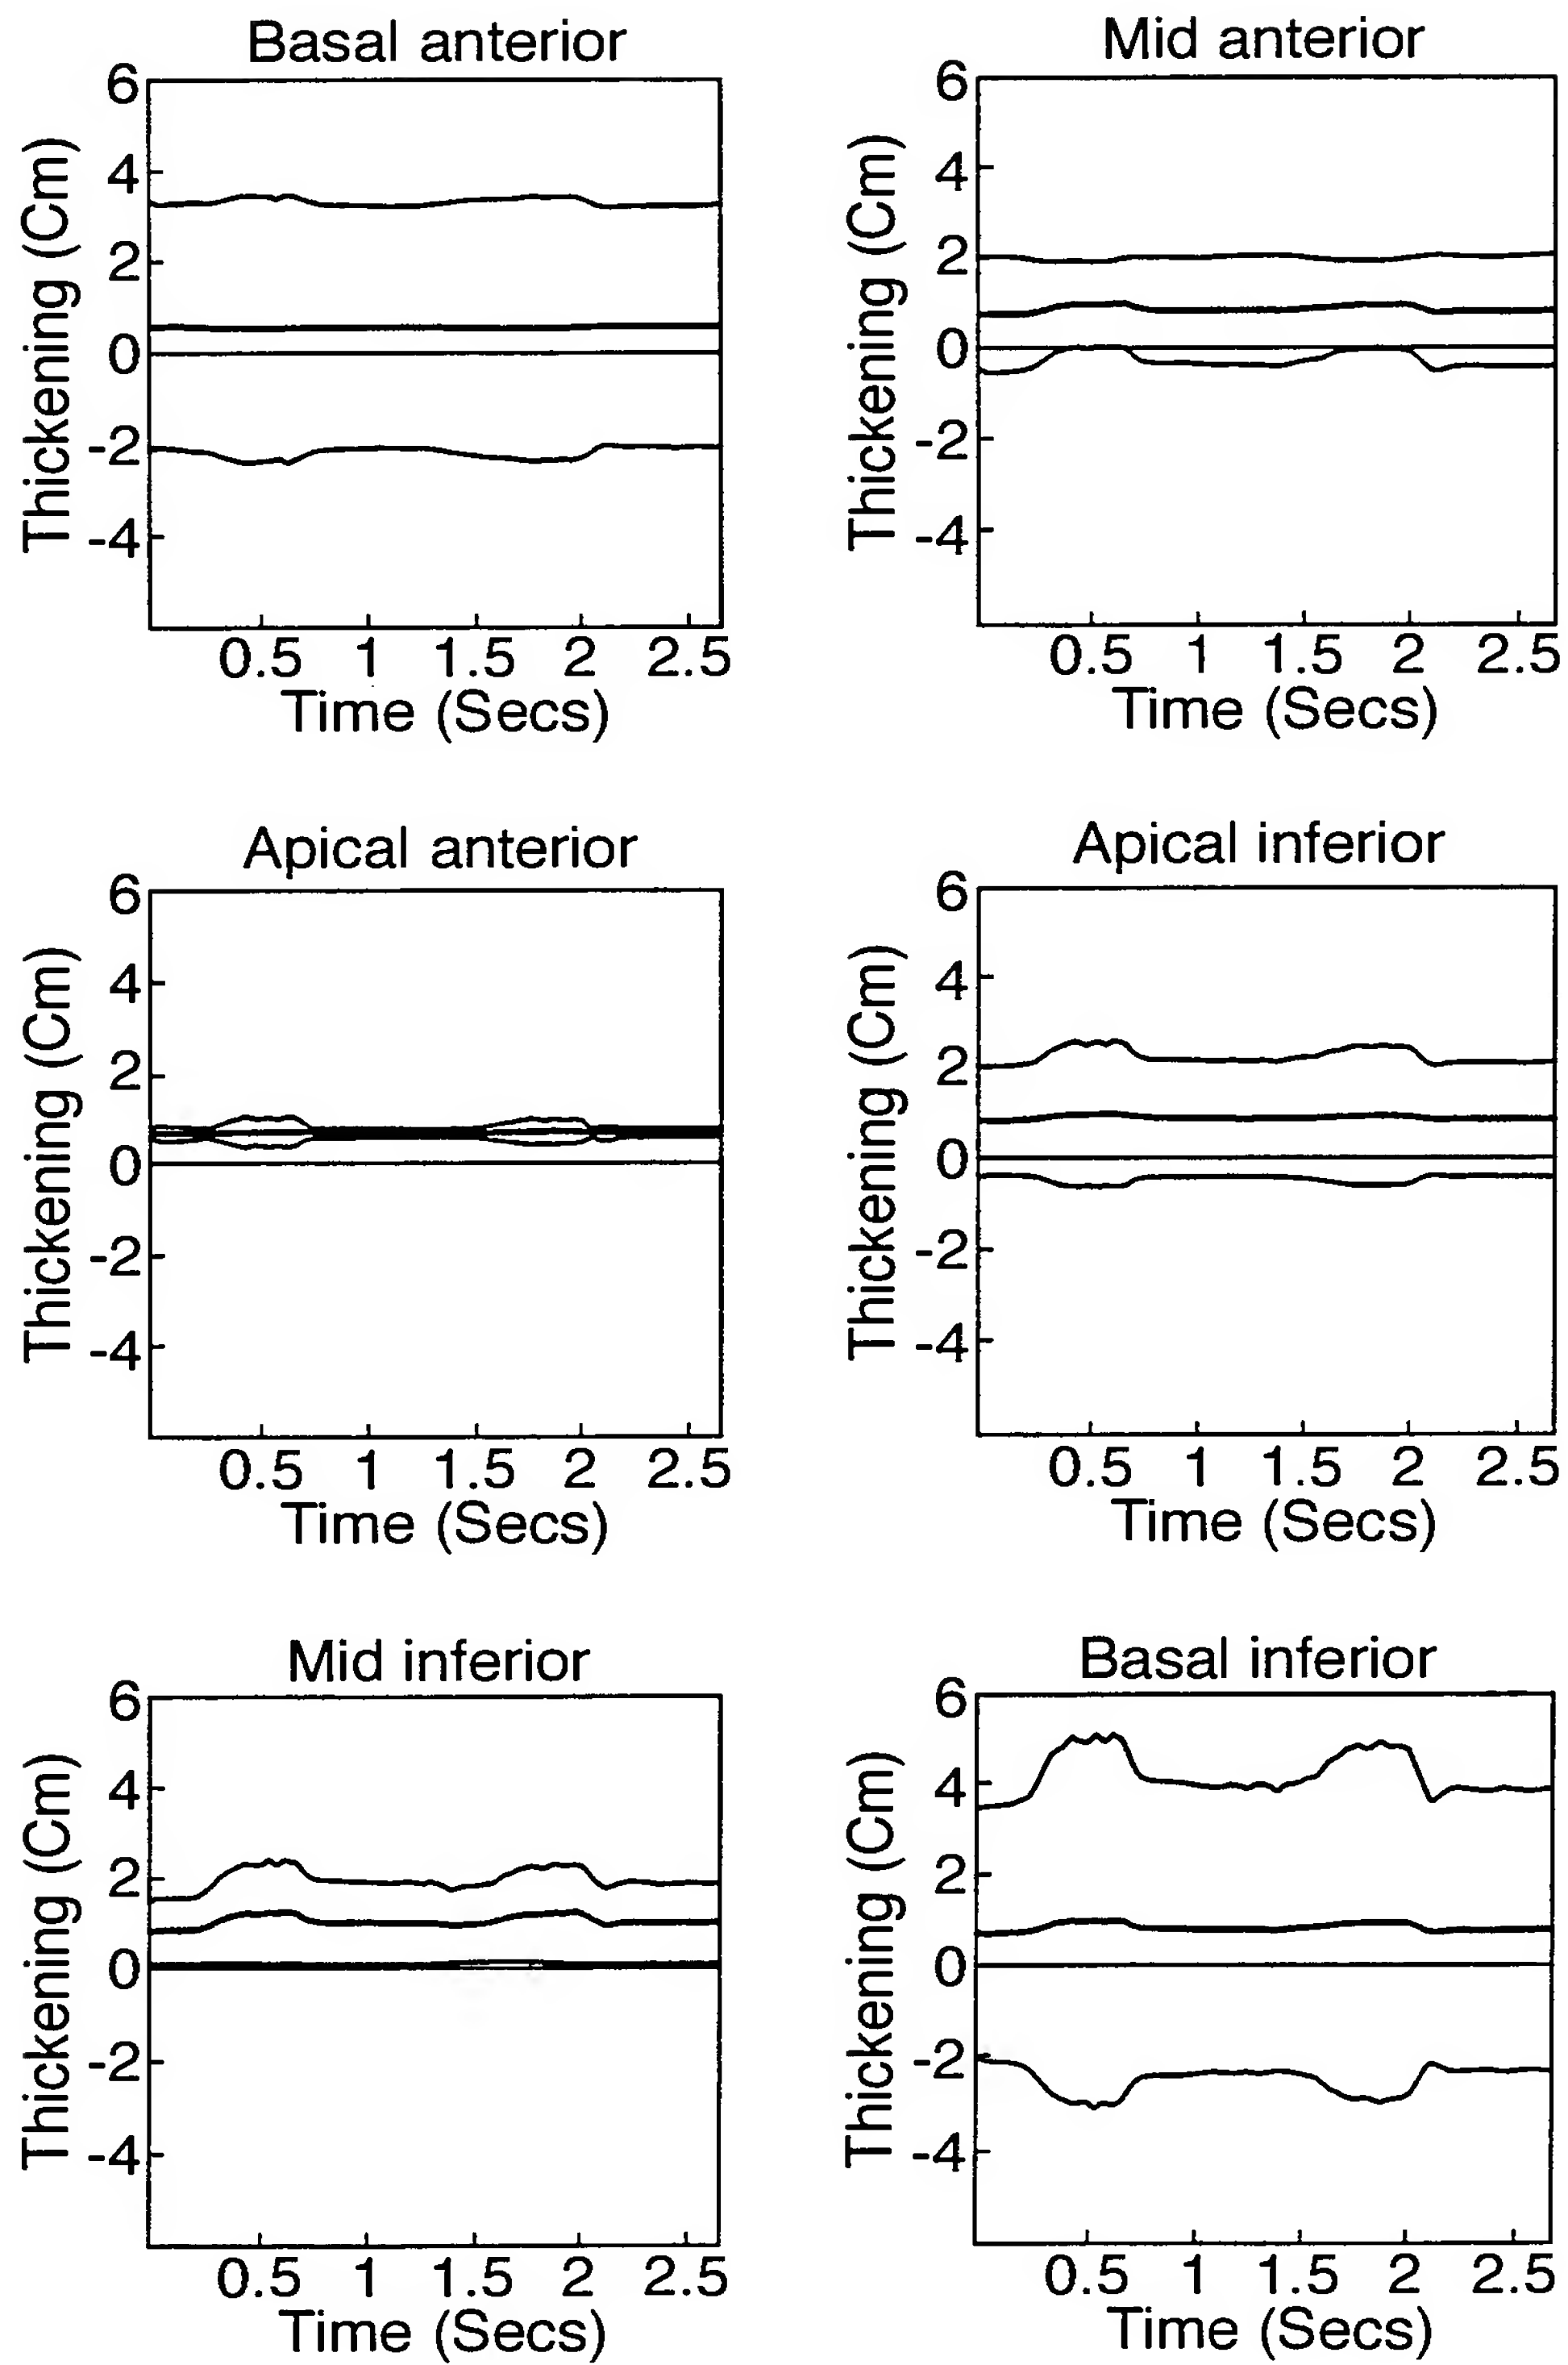 Basal anterior
Mid anterior
6
4
2
0
-2
-4
Thickening (Cm)
0.5 1 1.5 2 2.5
Time (Secs)
6
4
2
0
-2
-4
Thickening (Cm)
0.5 1 1.5 2 2.5
Time (Secs)
Apical anterior
Apical inferior
6
4
2
0
-2
-4
Thickening (Cm)
0.5 1 1.5 2 2.5
Time (Secs)
6
4
2
0
-2
-4
Thickening (Cm)
0.5 1 1.5 2 2.5
Time (Secs)
Mid inferior
Basal inferior
6
4
2
0
-2
-4
Thickening (Cm)
0.5 1 1.5 2 2.5
Time (Secs)
6
4
2
0
-2
-4
Thickening (Cm)
0.5 1 1.5 2 2.5
Time (Secs)